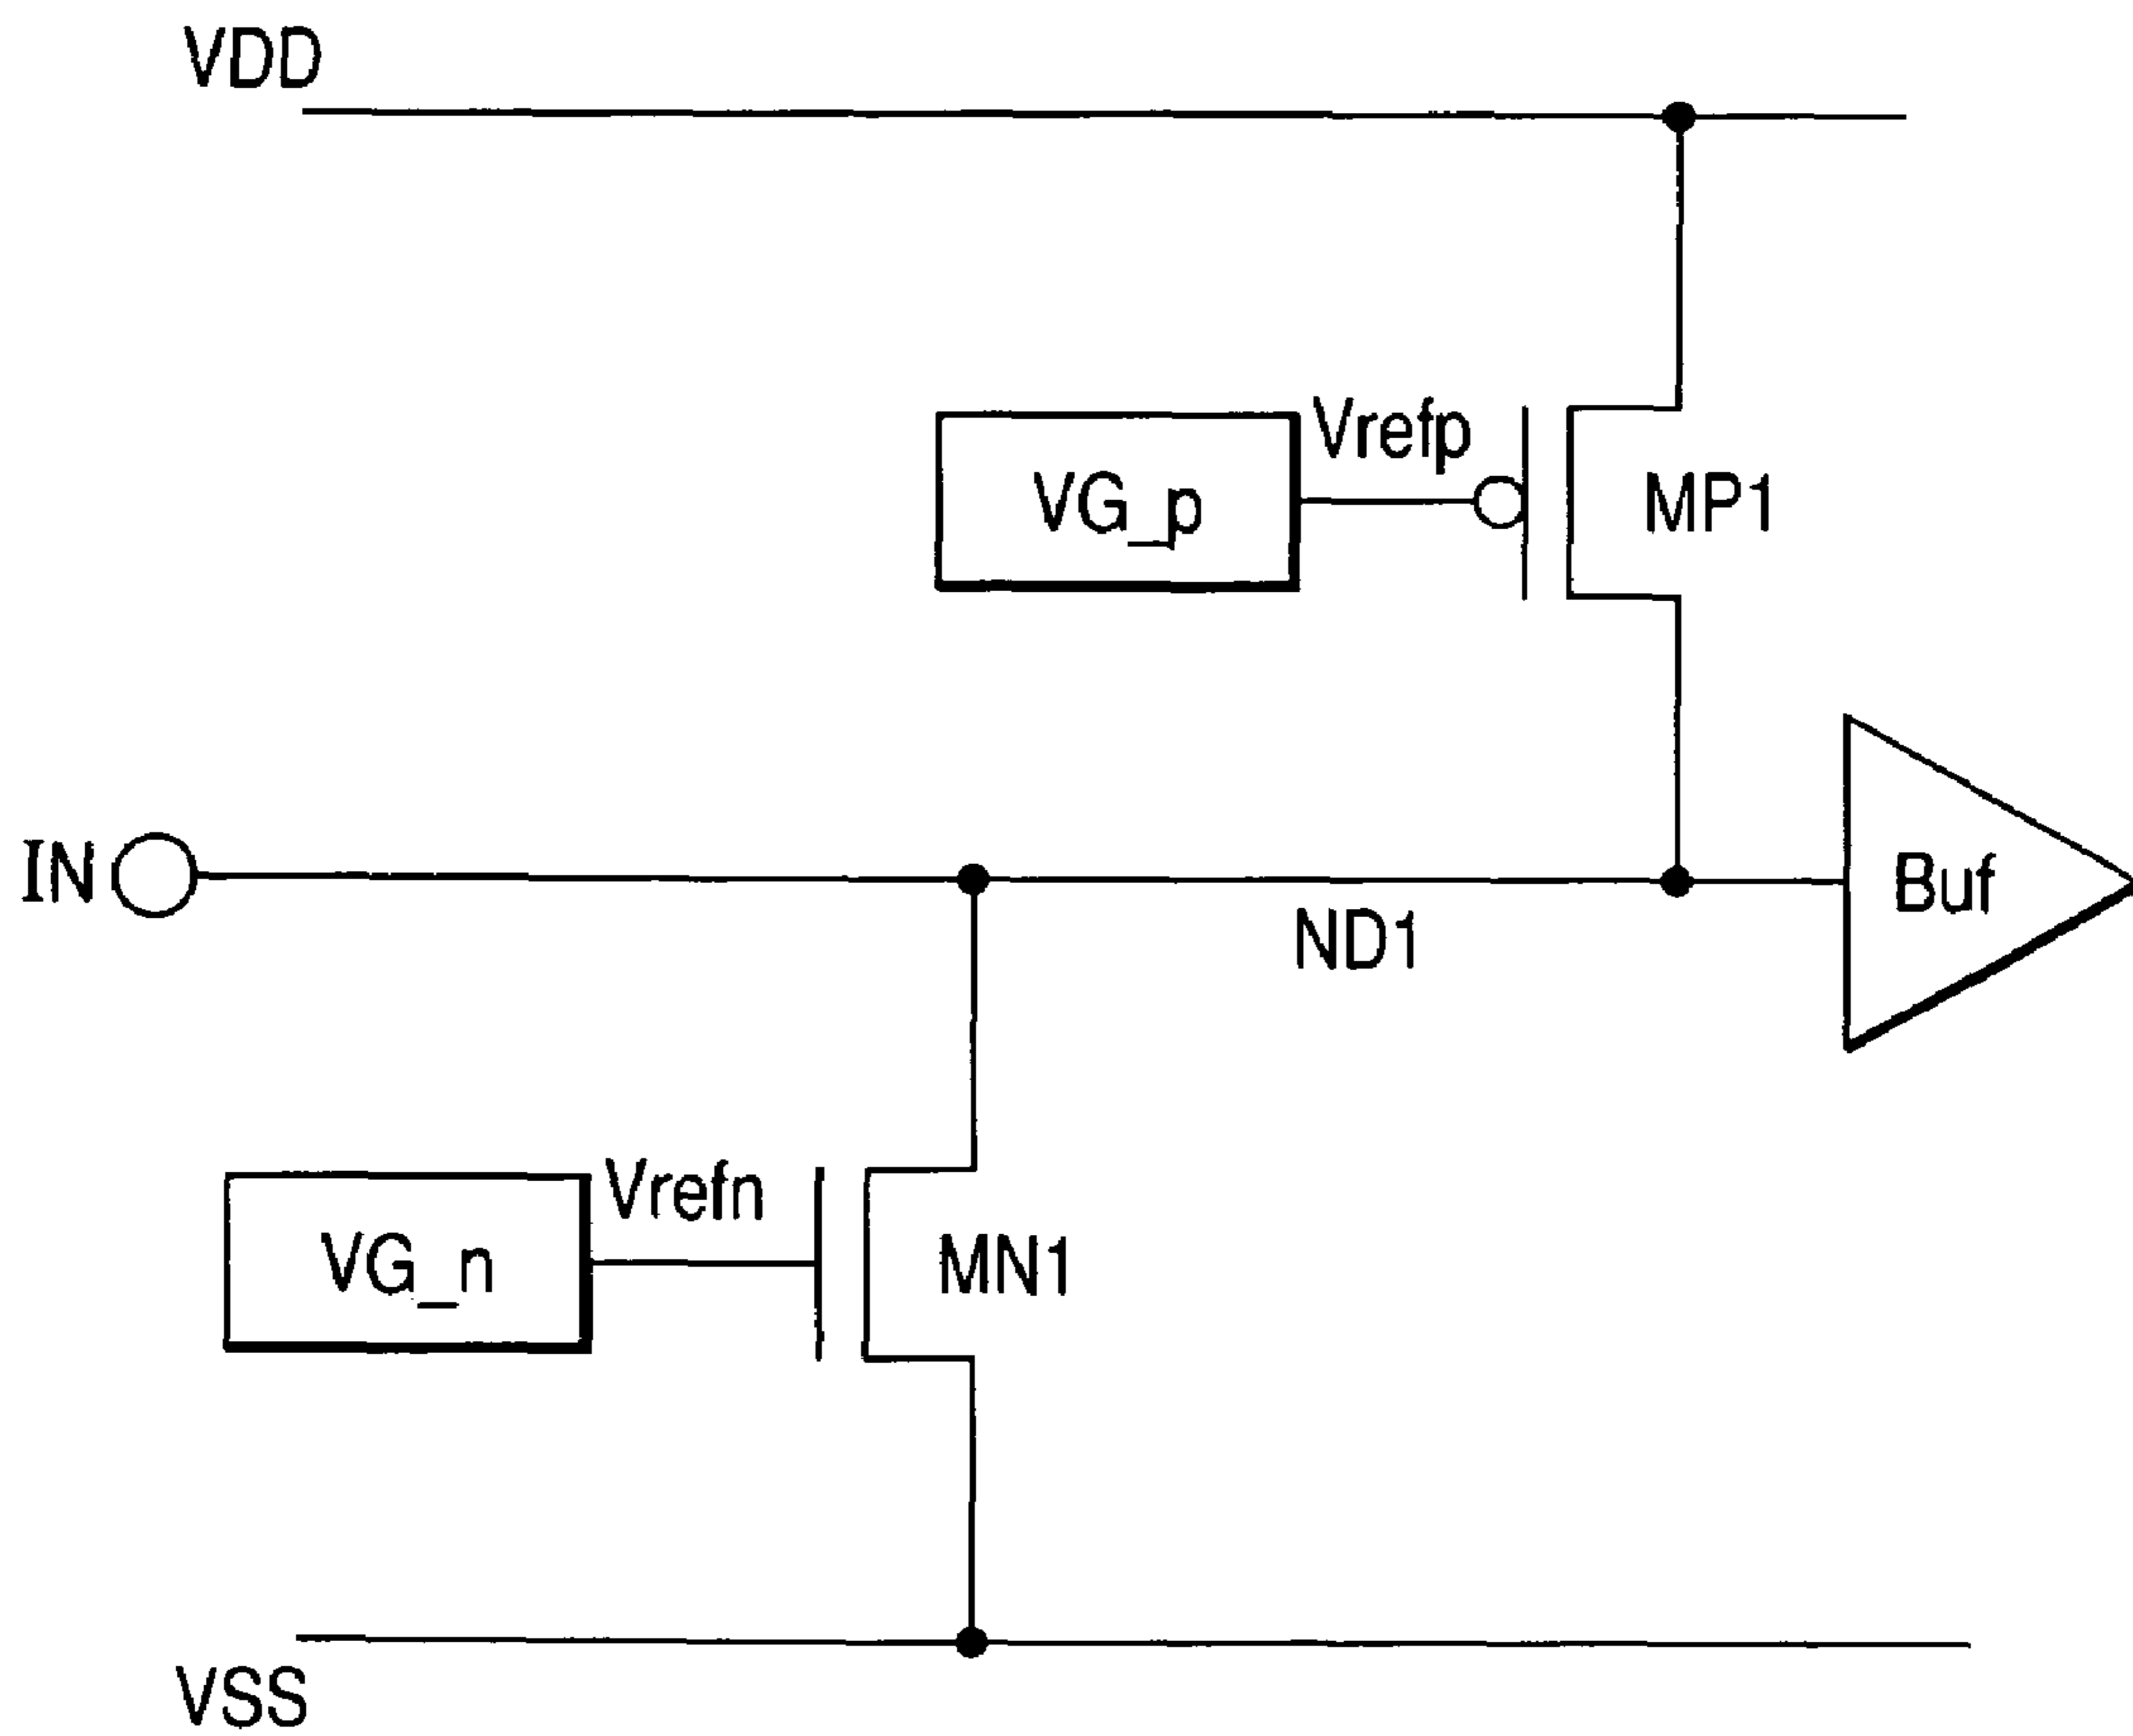 VDD
Vrefp
VG_p
MP1
IN
Buf
ND1
Vrefn
VG_n
MN1
VSS